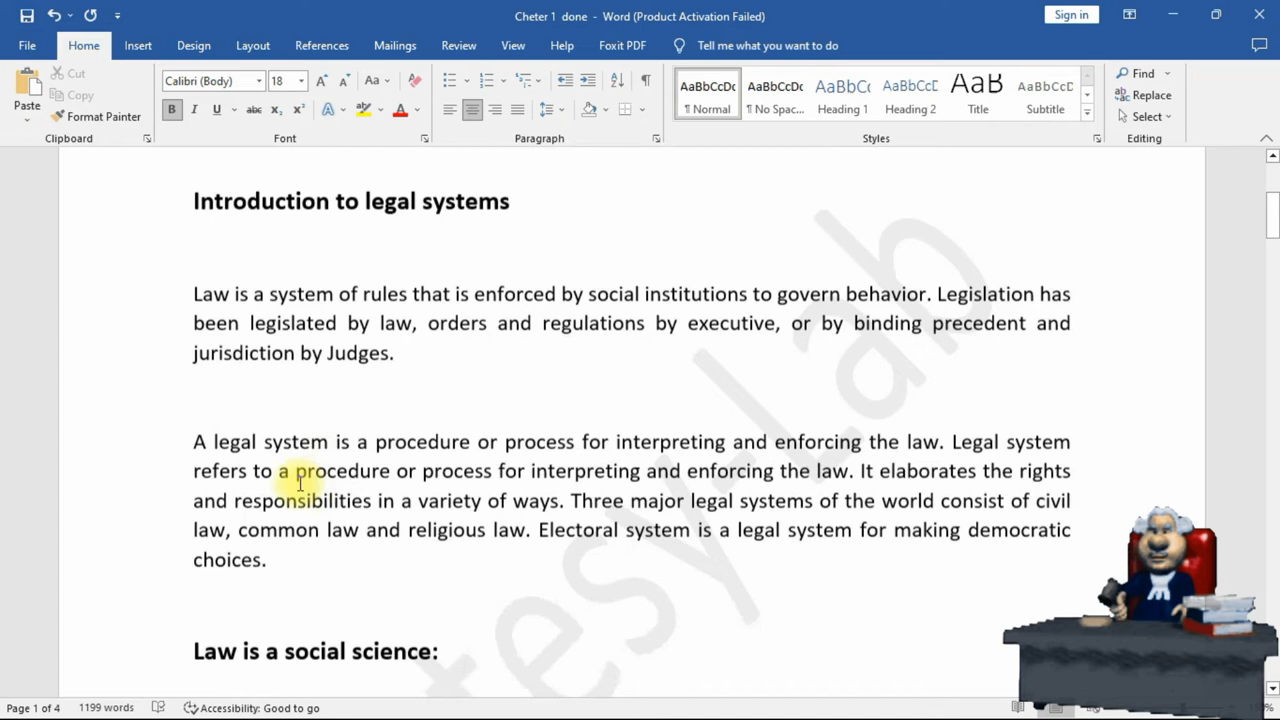 Cheter 1 done - Word (Product Activation Failed)
Sign in
File Home Insert Design Layout References Mailings Review View Help Foxit PDF Tell me what you want to do
Cut
Copy
Paste
Format Painter
Clipboard
Calibri (Body) 18
Font
Paragraph
AaBbCcDc AaBbCcDc AaBbCc AaBbCcD AaB AaBbCcD
¶ Normal ¶ No Spac... Heading 1 Heading 2 Title Subtitle
Styles
Find
Replace
Select
Editing
Introduction to legal systems
Law is a system of rules that is enforced by social institutions to govern behavior. Legislation has
been legislated by law, orders and regulations by executive, or by binding precedent and
jurisdiction by Judges.
A legal system is a procedure or process for interpreting and enforcing the law. Legal system
refers to a procedure or process for interpreting and enforcing the law. It elaborates the rights
and responsibilities in a variety of ways. Three major legal systems of the world consist of civil
law, common law and religious law. Electoral system is a legal system for making democratic
choices.
Law is a social science:
tesy-Lab
Page 1 of 4 1199 words Accessibility: Good to go